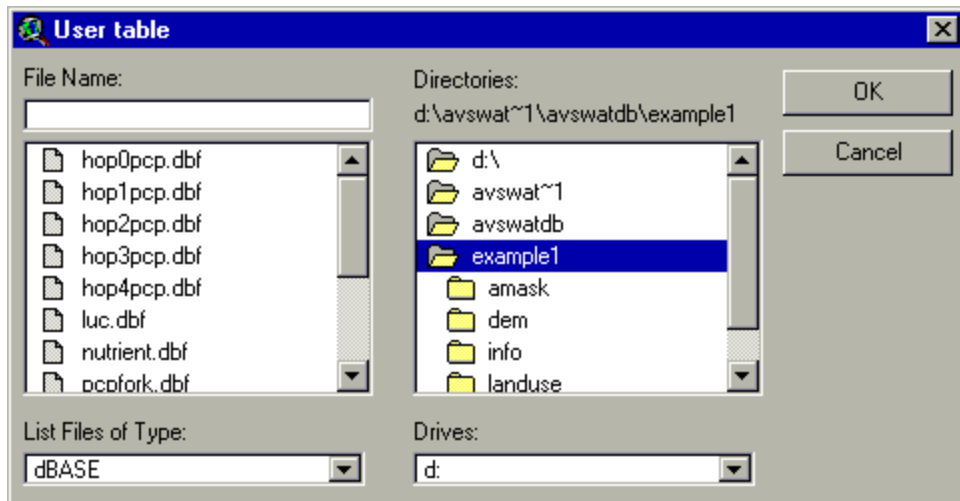 User table
File Name:
hop0pcp.dbf
hop1pcp.dbf
hop2pcp.dbf
hop3pcp.dbf
hop4pcp.dbf
luc.dbf
nutrient.dbf
pcpfork.dbf
List Files of Type:
dBASE
Directories:
d:\avswat~1\avswatdb\example1
d:\
avswat~1
avswatdb
example1
amask
dem
info
landuse
Drives:
d:
OK
Cancel